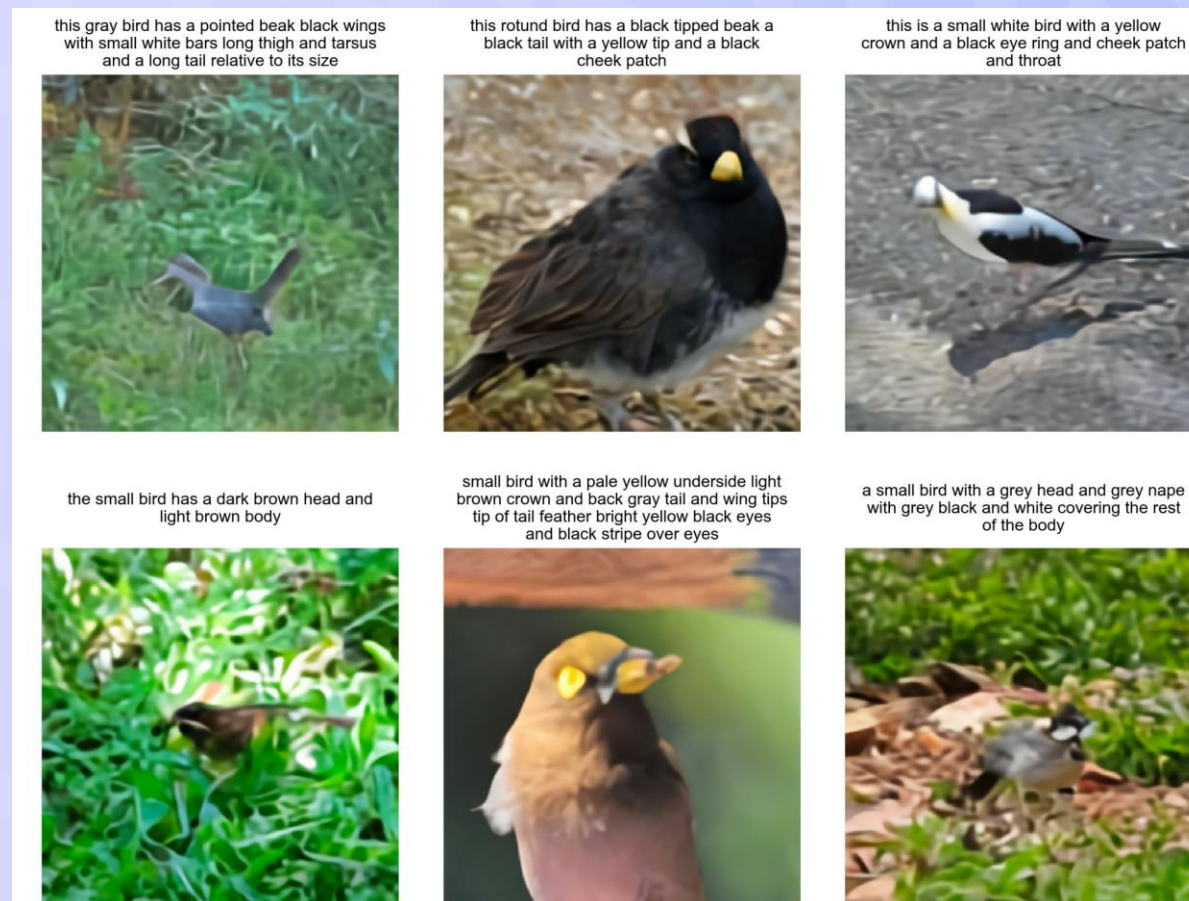 this gray bird has a pointed beak black wings
with small white bars long thigh and tarsus
and a long tail relative to its size
this rotund bird has a black tipped beak a
black tail with a yellow tip and a black
cheek patch
this is a small white bird with a yellow
crown and a black eye ring and cheek patch
and throat
the small bird has a dark brown head and
light brown body
small bird with a pale yellow underside light
brown crown and back gray tail and wing tips
tip of tail feather bright yellow black eyes
and black stripe over eyes
a small bird with a grey head and grey nape
with grey black and white covering the rest
of the body